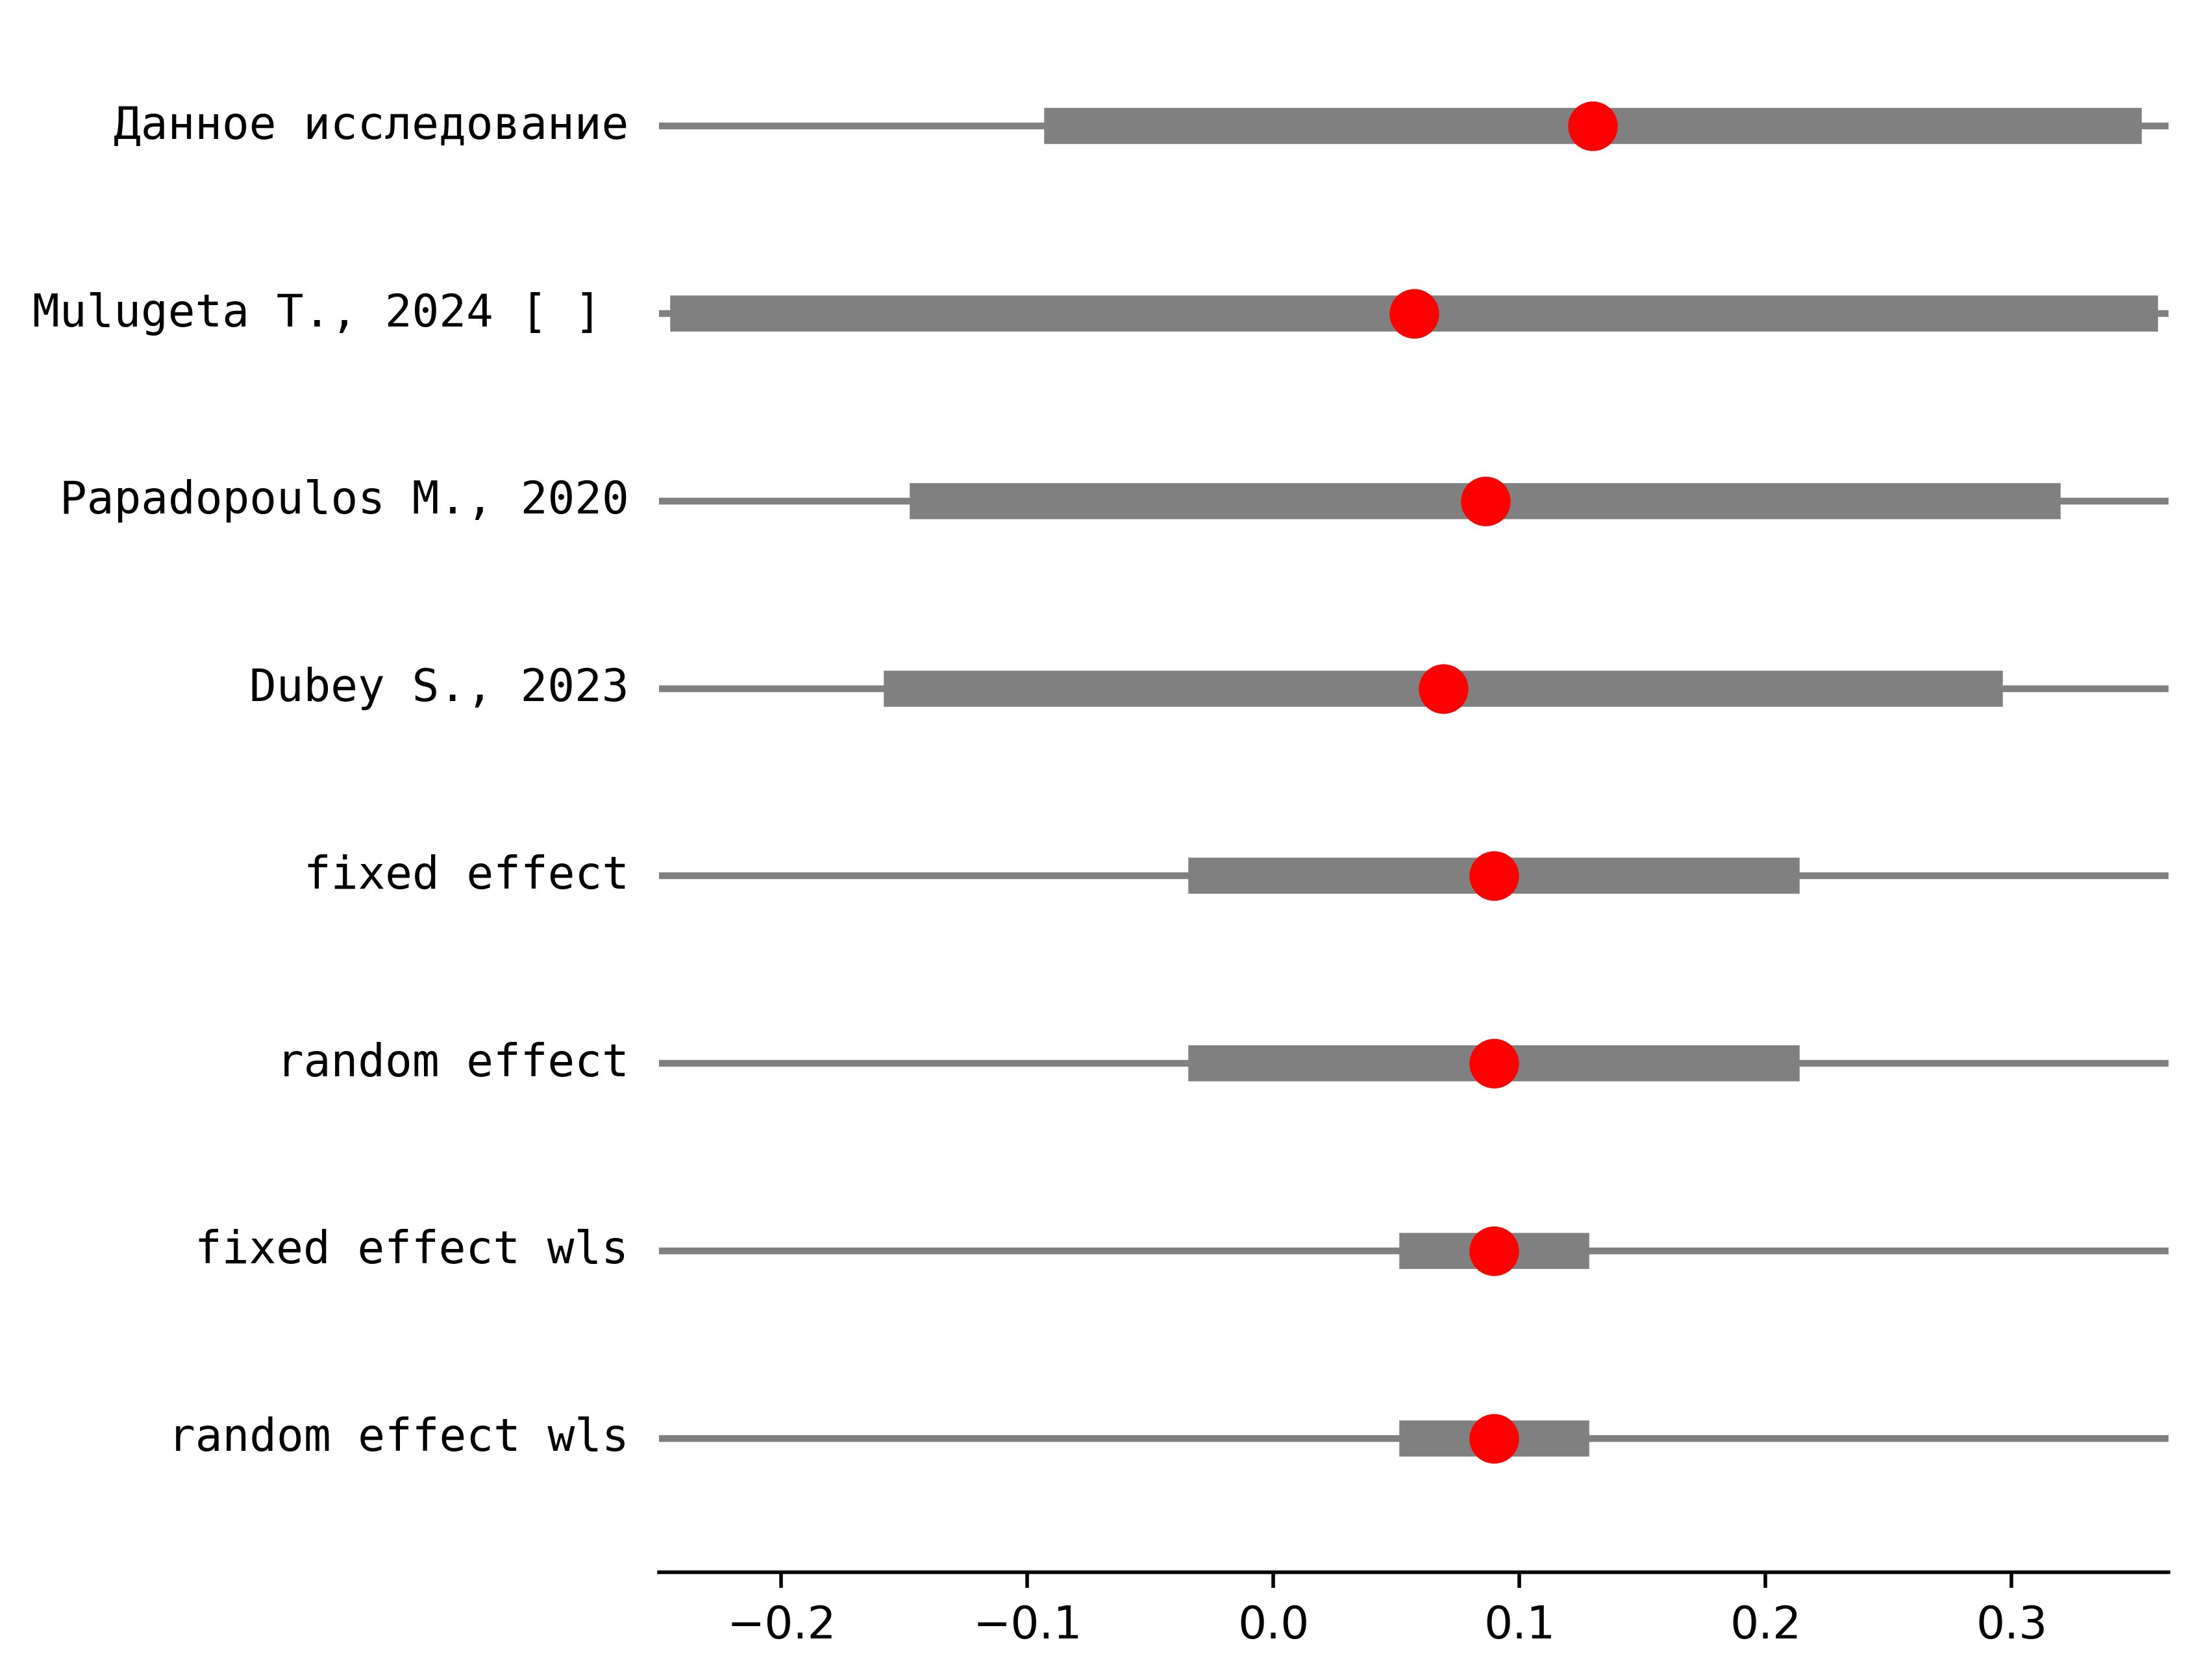 Данное исследование
Mulugeta T., 2024 [ ]
Papadopoulos M., 2020
Dubey S., 2023
fixed effect
random effect
fixed effect wls
random effect wls
−0.2 −0.1 0.0 0.1 0.2 0.3